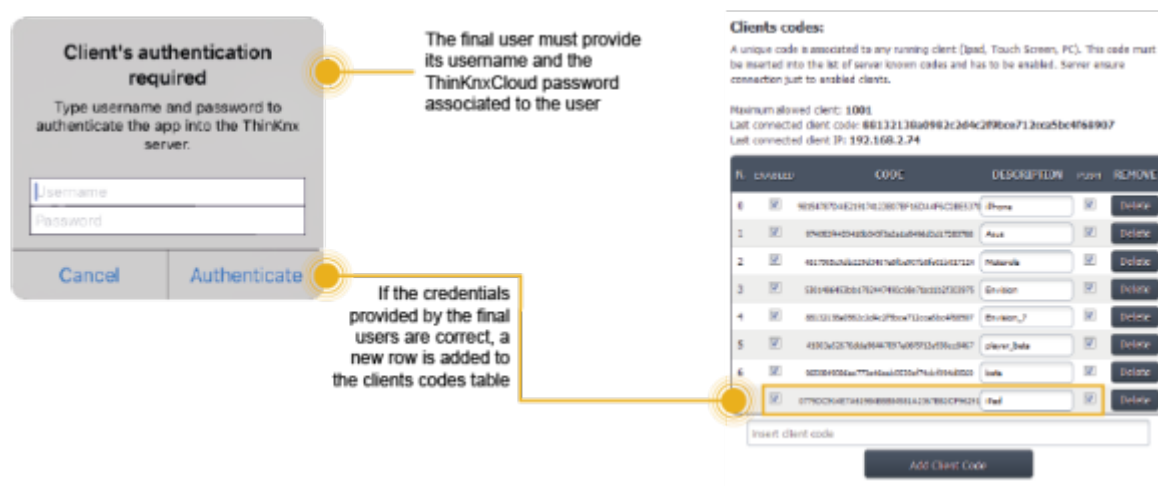 Client's authentication
required
Type username and password to
authenticate the app into the ThinKnx
server.
Username
Password
Cancel
Authenticate
The final user must provide
its username and the
ThinKnxCloud password
associated to the user
If the credentials
provided by the final
users are correct, a
new row is added to
the clients codes table
Clients codes:
A unique code is associated to any running client (Ipad, Touch Screen, PC). This code must
be inserted into the list of server known codes and has to be enabled. Server ensure
connection just to enabled clients.
Maximum allowed client: 1001
Last connected client code: 88132138a0982c2d4c2f9bce712cca5bc4f68907
Last connected client IP: 192.168.2.74
N. ENABLED CODE DESCRIPTION PUSH REMOVE
0 iPhone Delete
1 Asus Delete
2 Motorola Delete
3 Envision Delete
4 Envision_7 Delete
5 player_beta Delete
6 beta Delete
iPad Delete
Insert client code
Add Client Code